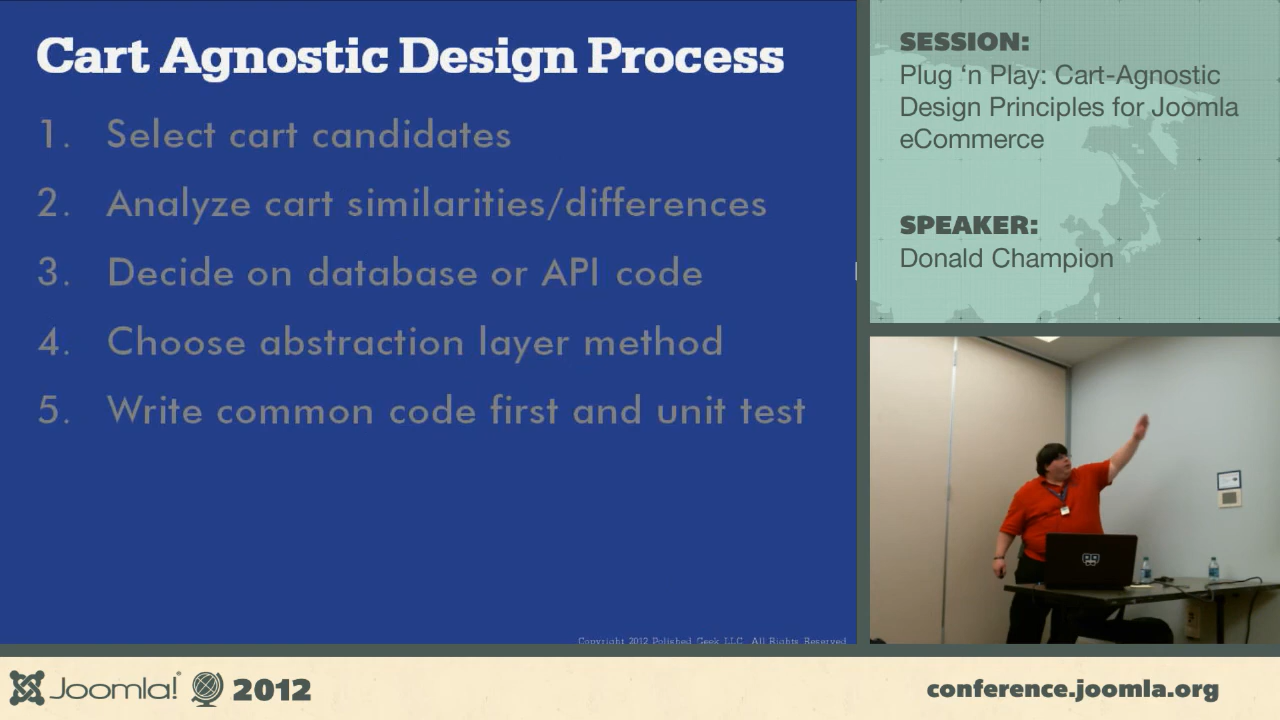 Cart Agnostic Design Process
1. Select cart candidates
2. Analyze cart similarities/differences
3. Decide on database or API code
4. Choose abstraction layer method
5. Write common code first and unit test
Copyright 2012 Polished Geek LLC. All Rights Reserved
SESSION:
Plug ‘n Play: Cart-Agnostic
Design Principles for Joomla
eCommerce
SPEAKER:
Donald Champion
Joomla! 2012
conference.joomla.org